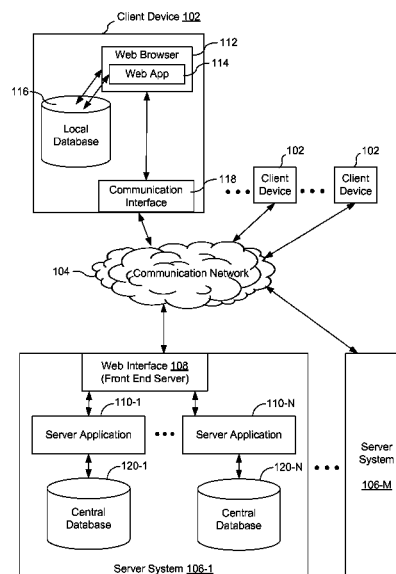 Client Device 102
Web Browser
112
Web App
114
116
Local
Database
102
102
Client
Device
Client
Device
118
Communication
Interface
104
Communication Network
Web Interface 108
(Front End Server)
110-1
110-N
Server Application
Server Application
120-1
120-N
Central
Database
Central
Database
Server
System
106-M
Server System 106-1